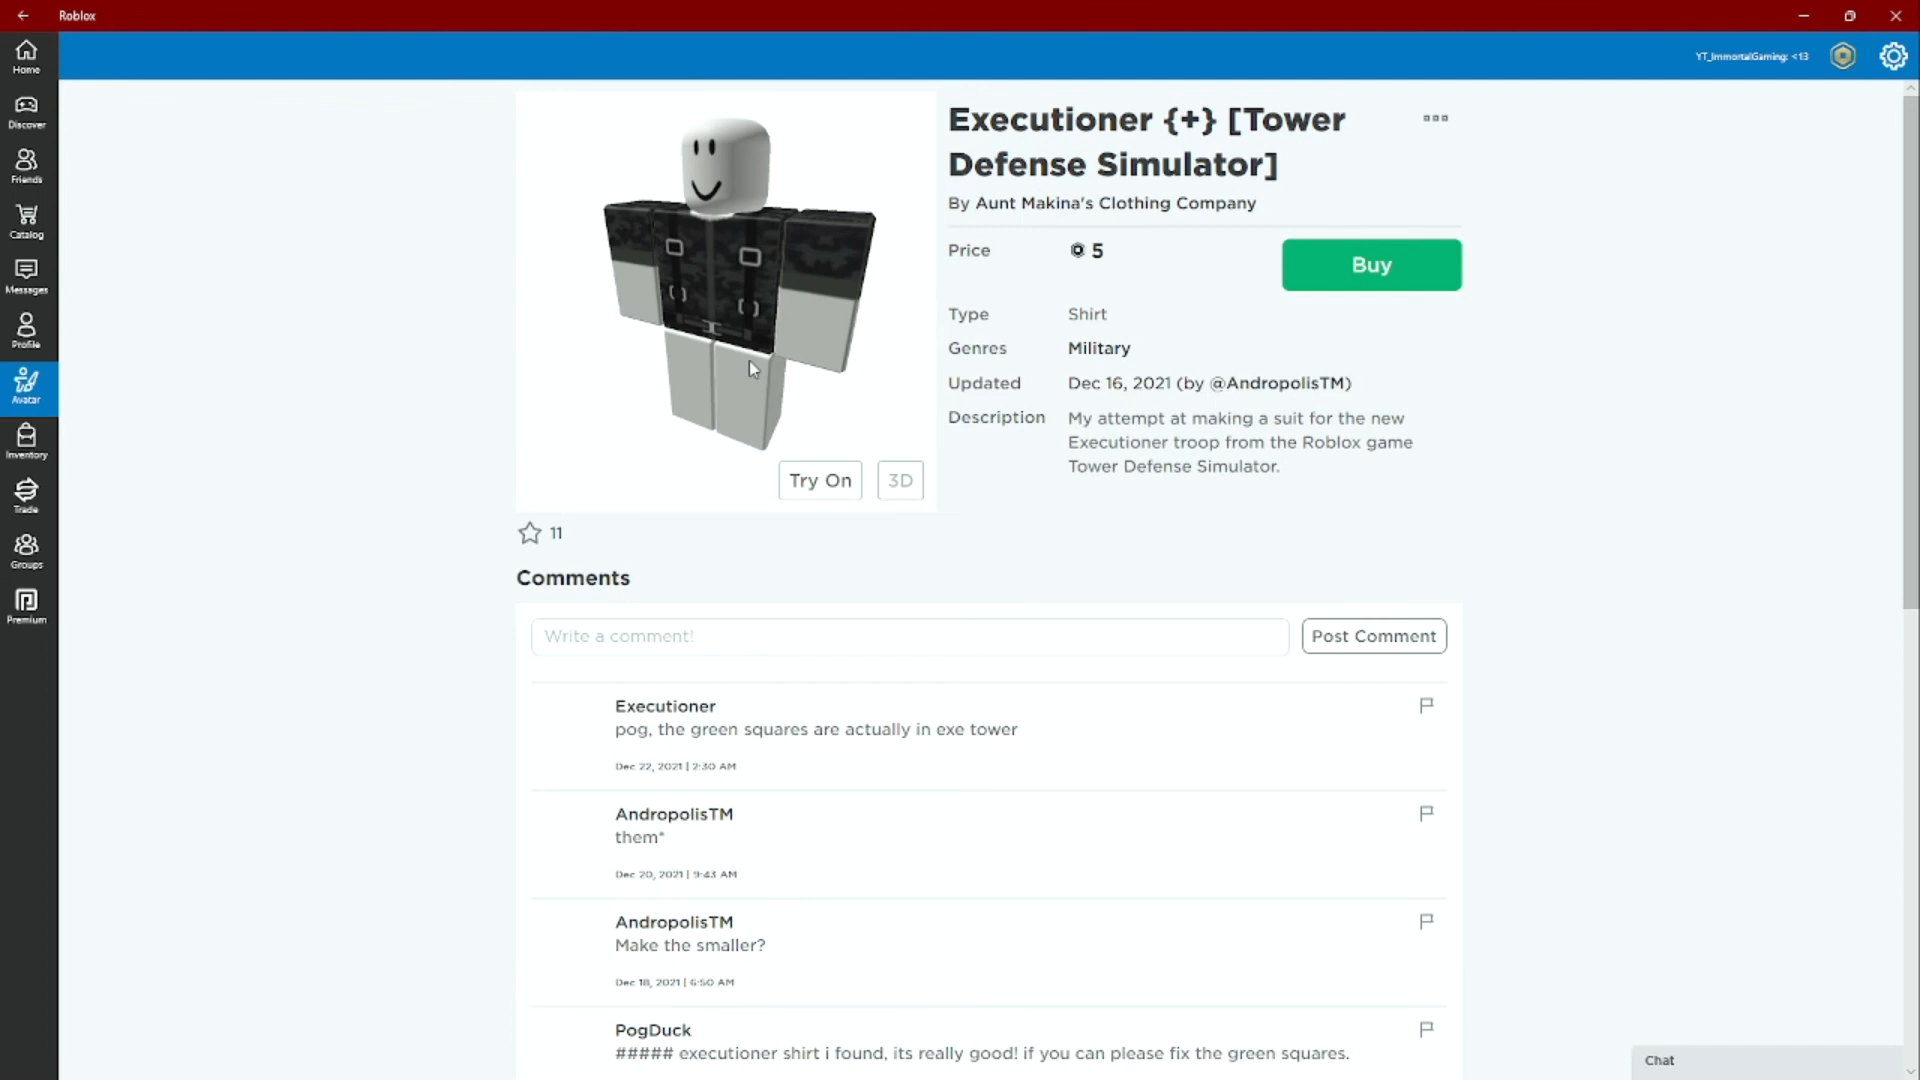 Roblox
YT_ImmortalGaming: <13
Home
Discover
Friends
Catalog
Messages
Profile
Avatar
Inventory
Trade
Groups
Premium
Executioner {+} [Tower
Defense Simulator]
By Aunt Makina's Clothing Company
Price 5
Buy
Type Shirt
Genres Military
Updated Dec 16, 2021 (by @AndropolisTM)
Description My attempt at making a suit for the new
Executioner troop from the Roblox game
Tower Defense Simulator.
Try On 3D
11
Comments
Write a comment! Post Comment
Executioner
pog, the green squares are actually in exe tower
Dec 22, 2021 | 2:30 AM
AndropolisTM
them*
Dec 20, 2021 | 9:43 AM
AndropolisTM
Make the smaller?
Dec 18, 2021 | 6:50 AM
PogDuck
##### executioner shirt i found, its really good! if you can please fix the green squares.
Chat